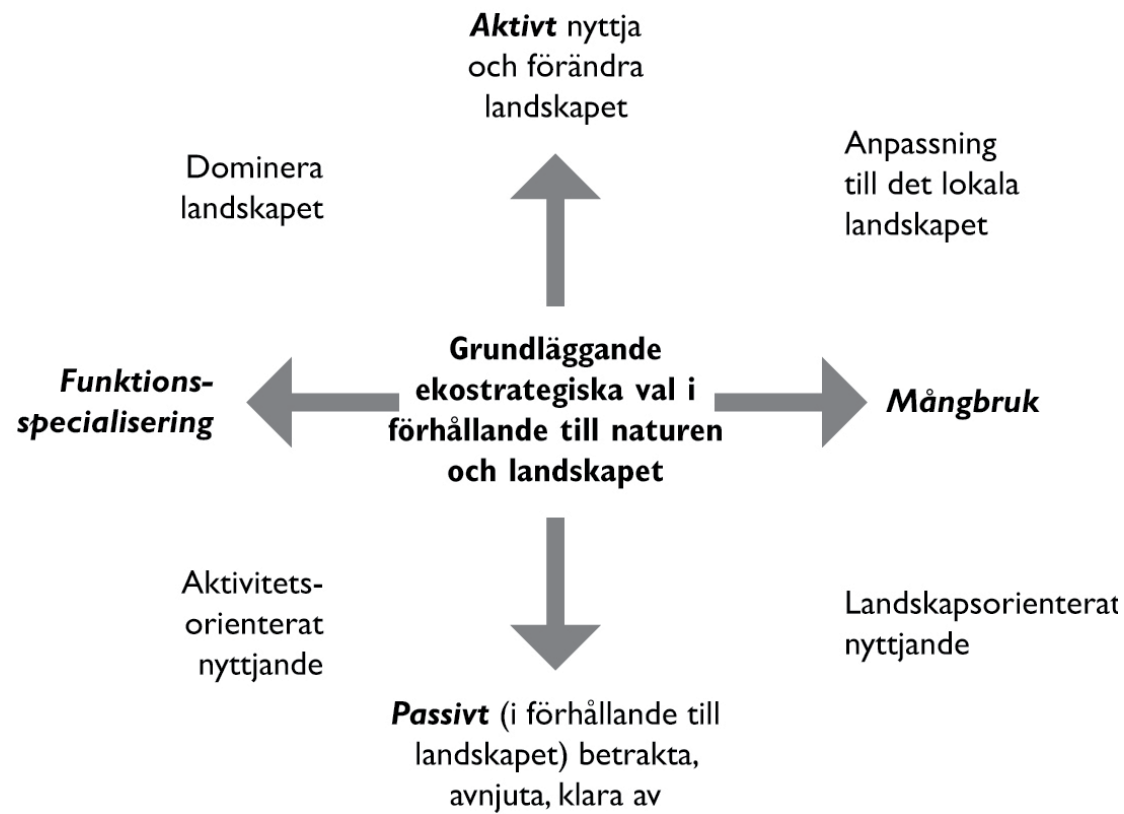 Aktivt nyttja
och förändra
landskapet
Dominera
landskapet
Anpassning
till det lokala
landskapet
Funktions-
specialisering
Grundläggande
ekostrategiska val i
förhållande till naturen
och landskapet
Mångbruk
Aktivitets-
orienterat
nyttjande
Landskapsorienterat
nyttjande
Passivt (i förhållande till
landskapet) betrakta,
avnjuta, klara av